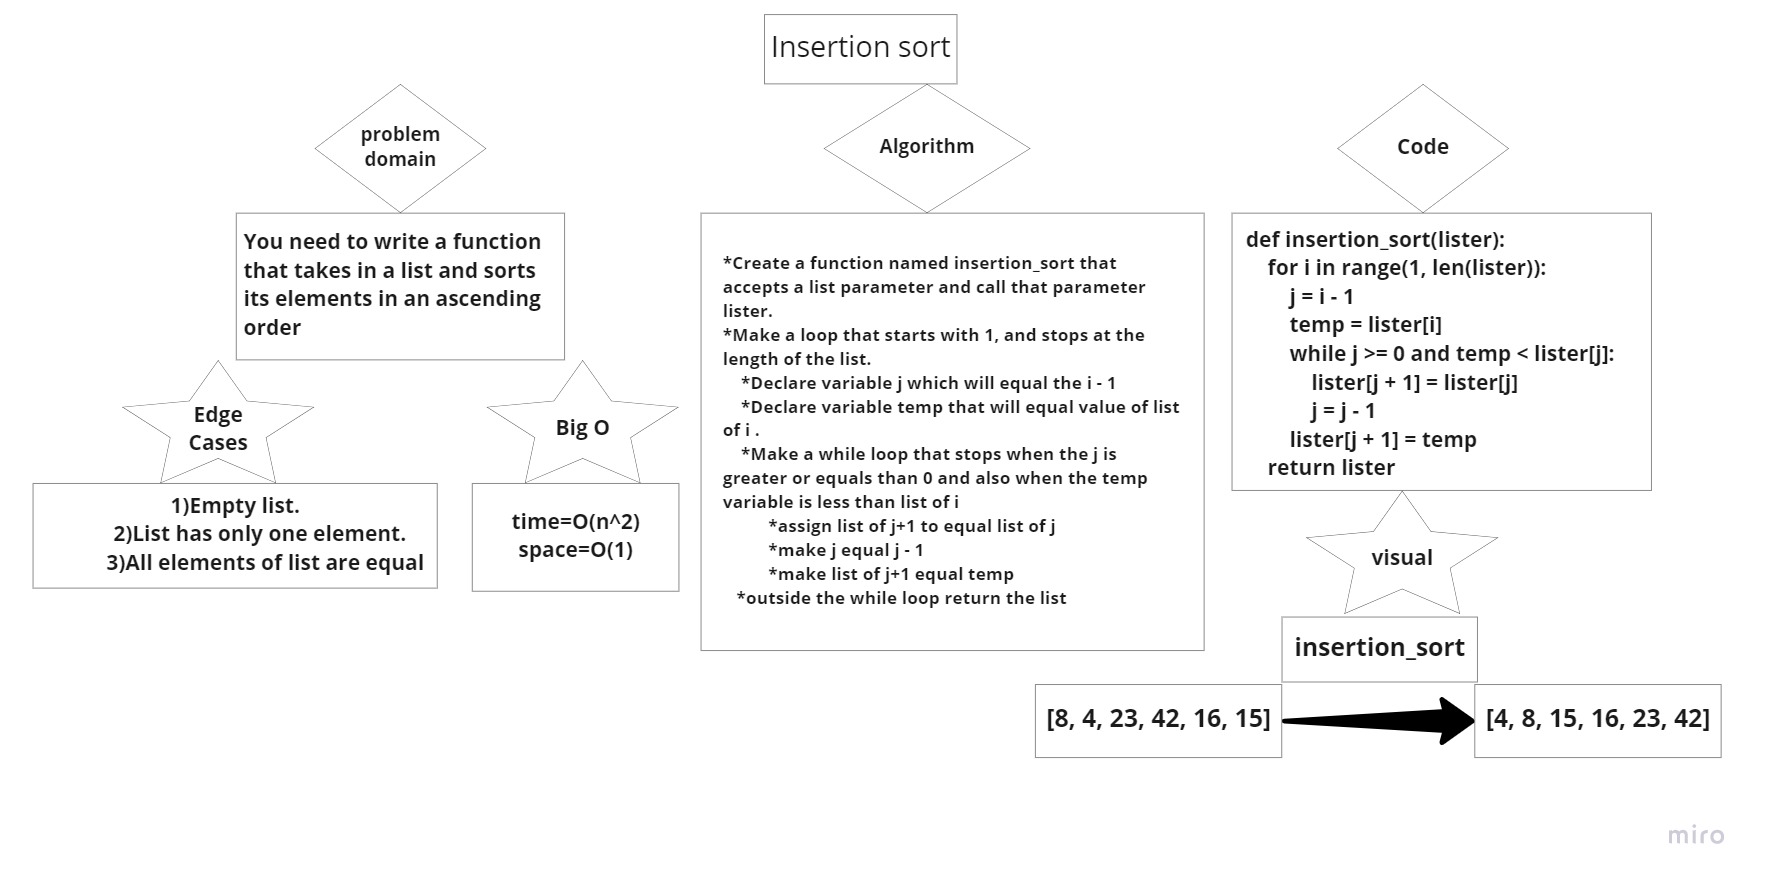 Insertion sort
problem
domain
You need to write a function
that takes in a list and sorts
its elements in an ascending
order
Edge
Cases
1)Empty list.
2)List has only one element.
3)All elements of list are equal
Big O
time=O(n^2)
space=O(1)
Algorithm
*Create a function named insertion_sort that
accepts a list parameter and call that parameter
lister.
*Make a loop that starts with 1, and stops at the
length of the list.
*Declare variable j which will equal the i - 1
*Declare variable temp that will equal value of list
of i .
*Make a while loop that stops when the j is
greater or equals than 0 and also when the temp
variable is less than list of i
*assign list of j+1 to equal list of j
*make j equal j - 1
*make list of j+1 equal temp
*outside the while loop return the list
Code
def insertion_sort(lister):
for i in range(1, len(lister)):
j = i - 1
temp = lister[i]
while j >= 0 and temp < lister[j]:
lister[j + 1] = lister[j]
j = j - 1
lister[j + 1] = temp
return lister
visual
insertion_sort
[8, 4, 23, 42, 16, 15]
[4, 8, 15, 16, 23, 42]
miro